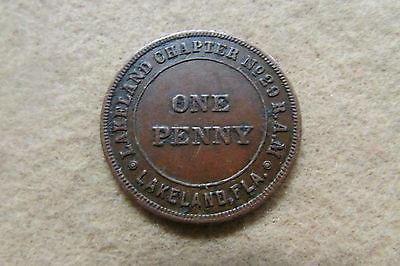 LAKELAND CHAPTER No 29 R.A.M.
ONE
PENNY
LAKELAND, FLA.